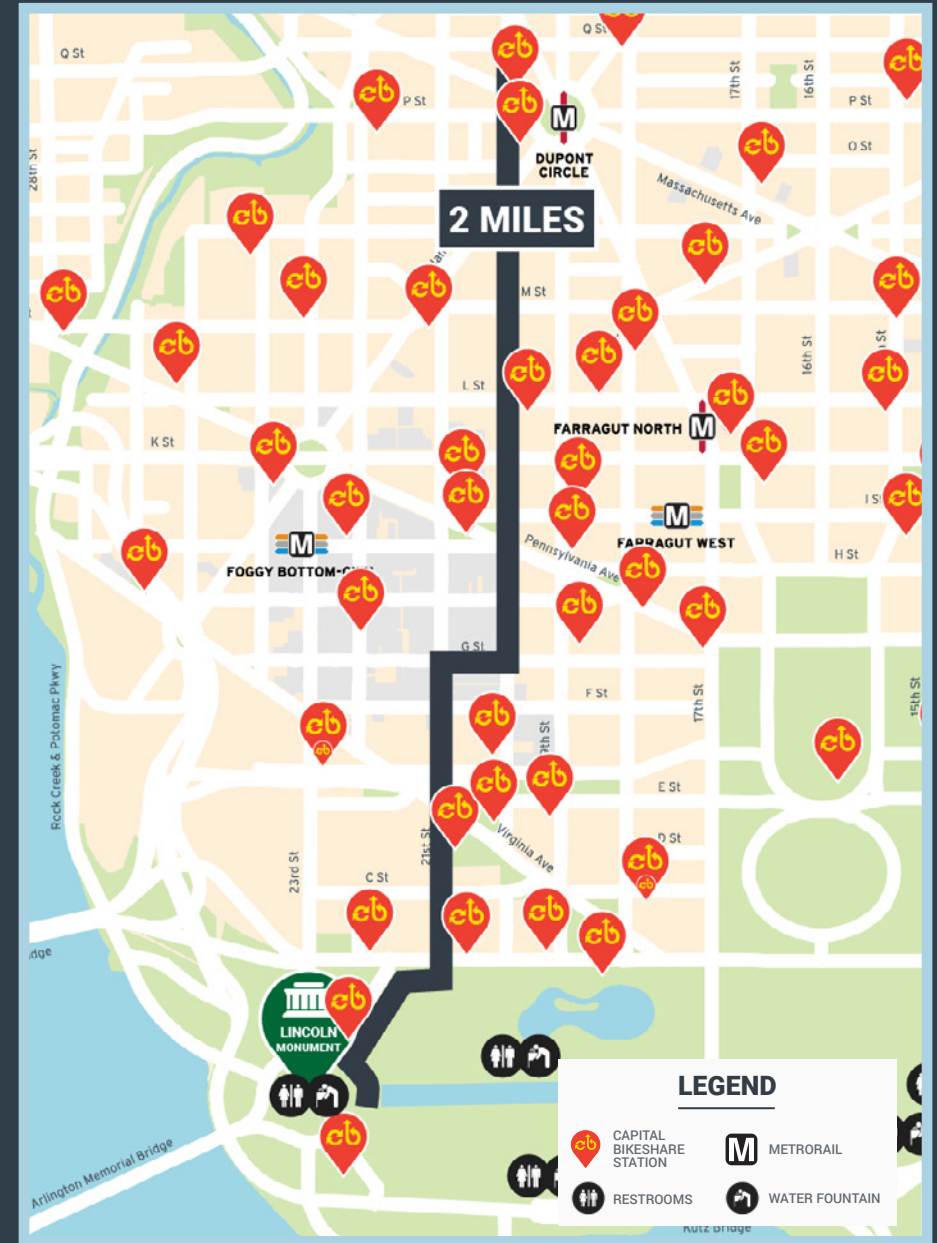 Q St
Q St
17th St
16th St
P St
P St
28th St
DUPONT
CIRCLE
O St
Massachusetts Ave
2 MILES
M St
16th St
L St
FARRAGUT NORTH
K St
I St
FARRAGUT WEST
FOGGY BOTTOM-
Pennsylvania Ave
H St
G St
F St
17th St
15th St
Rock Creek & Potomac Pkwy
E St
Virginia Ave
21st St
D St
23rd St
C St
LINCOLN
MONUMENT
Arlington Memorial Bridge
LEGEND
CAPITAL
BIKESHARE
STATION
M
METRORAIL
RESTROOMS
WATER FOUNTAIN
Kutz Bridge